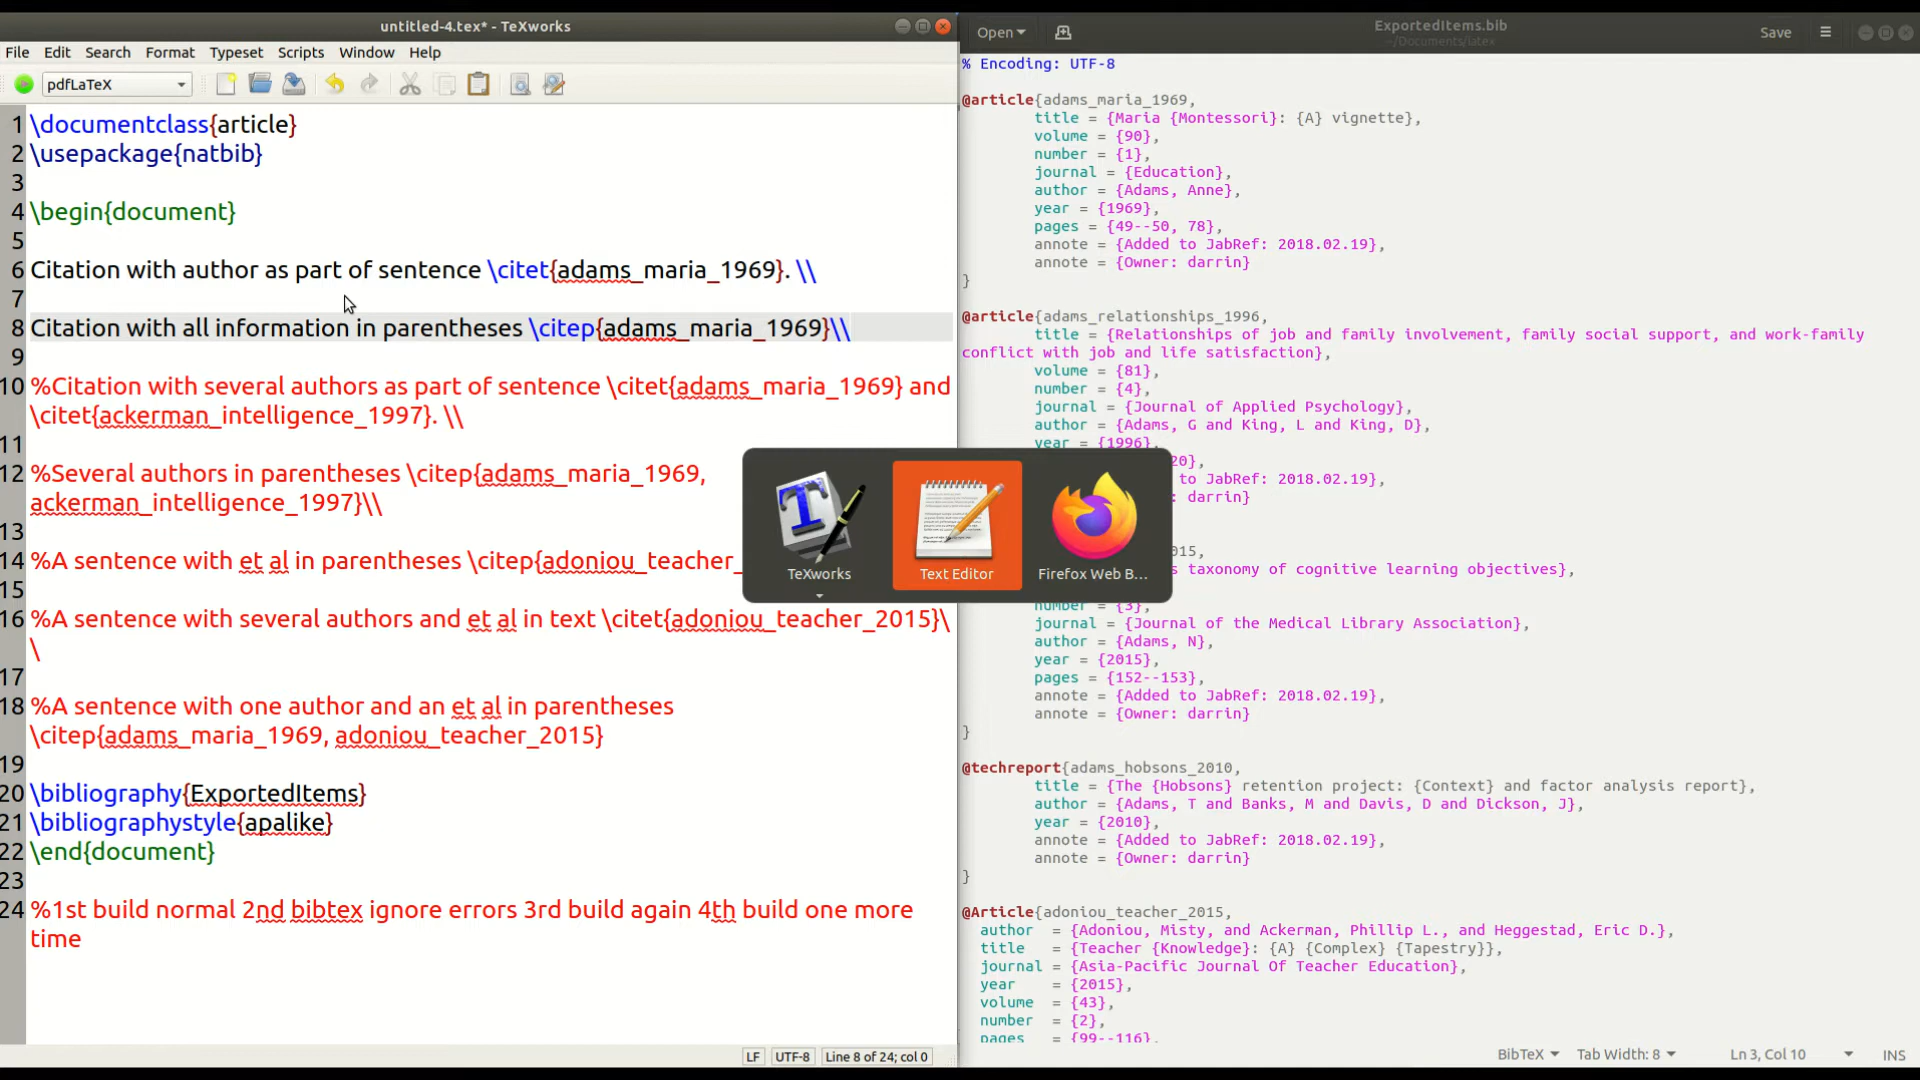 untitled-4.tex* - TeXworks
File Edit Search Format Typeset Scripts Window Help
pdfLaTeX
1 \documentclass{article}
2 \usepackage{natbib}
3
4 \begin{document}
5
6 Citation with author as part of sentence \citet{adams_maria_1969}. \\
7
8 Citation with all information in parentheses \citep{adams_maria_1969}\\
9
10 %Citation with several authors as part of sentence \citet{adams_maria_1969} and
\citet{ackerman_intelligence_1997}. \\
11
12 %Several authors in parentheses \citep{adams_maria_1969,
ackerman_intelligence_1997}\\
13
14 %A sentence with et al in parentheses \citep{adoniou_teacher_
15
16 %A sentence with several authors and et al in text \citet{adoniou_teacher_2015}\
\
17
18 %A sentence with one author and an et al in parentheses
\citep{adams_maria_1969, adoniou_teacher_2015}
19
20 \bibliography{ExportedItems}
21 \bibliographystyle{apalike}
22 \end{document}
23
24 %1st build normal 2nd bibtex ignore errors 3rd build again 4th build one more
time
LF UTF-8 Line 8 of 24; col 0
TeXworks
Text Editor
Firefox Web B...
Open
ExportedItems.bib
~/Documents/latex
Save
% Encoding: UTF-8
@article{adams_maria_1969,
title = {Maria {Montessori}: {A} vignette},
volume = {90},
number = {1},
journal = {Education},
author = {Adams, Anne},
year = {1969},
pages = {49--50, 78},
annote = {Added to JabRef: 2018.02.19},
annote = {Owner: darrin}
}
@article{adams_relationships_1996,
title = {Relationships of job and family involvement, family social support, and work-family
conflict with job and life satisfaction},
volume = {81},
number = {4},
journal = {Journal of Applied Psychology},
author = {Adams, G and King, L and King, D},
year = {1996},
20},
d to JabRef: 2018.02.19},
: darrin}
015,
s taxonomy of cognitive learning objectives},
number = {3},
journal = {Journal of the Medical Library Association},
author = {Adams, N},
year = {2015},
pages = {152--153},
annote = {Added to JabRef: 2018.02.19},
annote = {Owner: darrin}
}
@techreport{adams_hobsons_2010,
title = {The {Hobsons} retention project: {Context} and factor analysis report},
author = {Adams, T and Banks, M and Davis, D and Dickson, J},
year = {2010},
annote = {Added to JabRef: 2018.02.19},
annote = {Owner: darrin}
}
@Article{adoniou_teacher_2015,
author = {Adoniou, Misty, and Ackerman, Phillip L., and Heggestad, Eric D.},
title = {Teacher {Knowledge}: {A} {Complex} {Tapestry}},
journal = {Asia-Pacific Journal Of Teacher Education},
year = {2015},
volume = {43},
number = {2},
pages = {99--116},
BibTeX Tab Width: 8 Ln 3, Col 10 INS